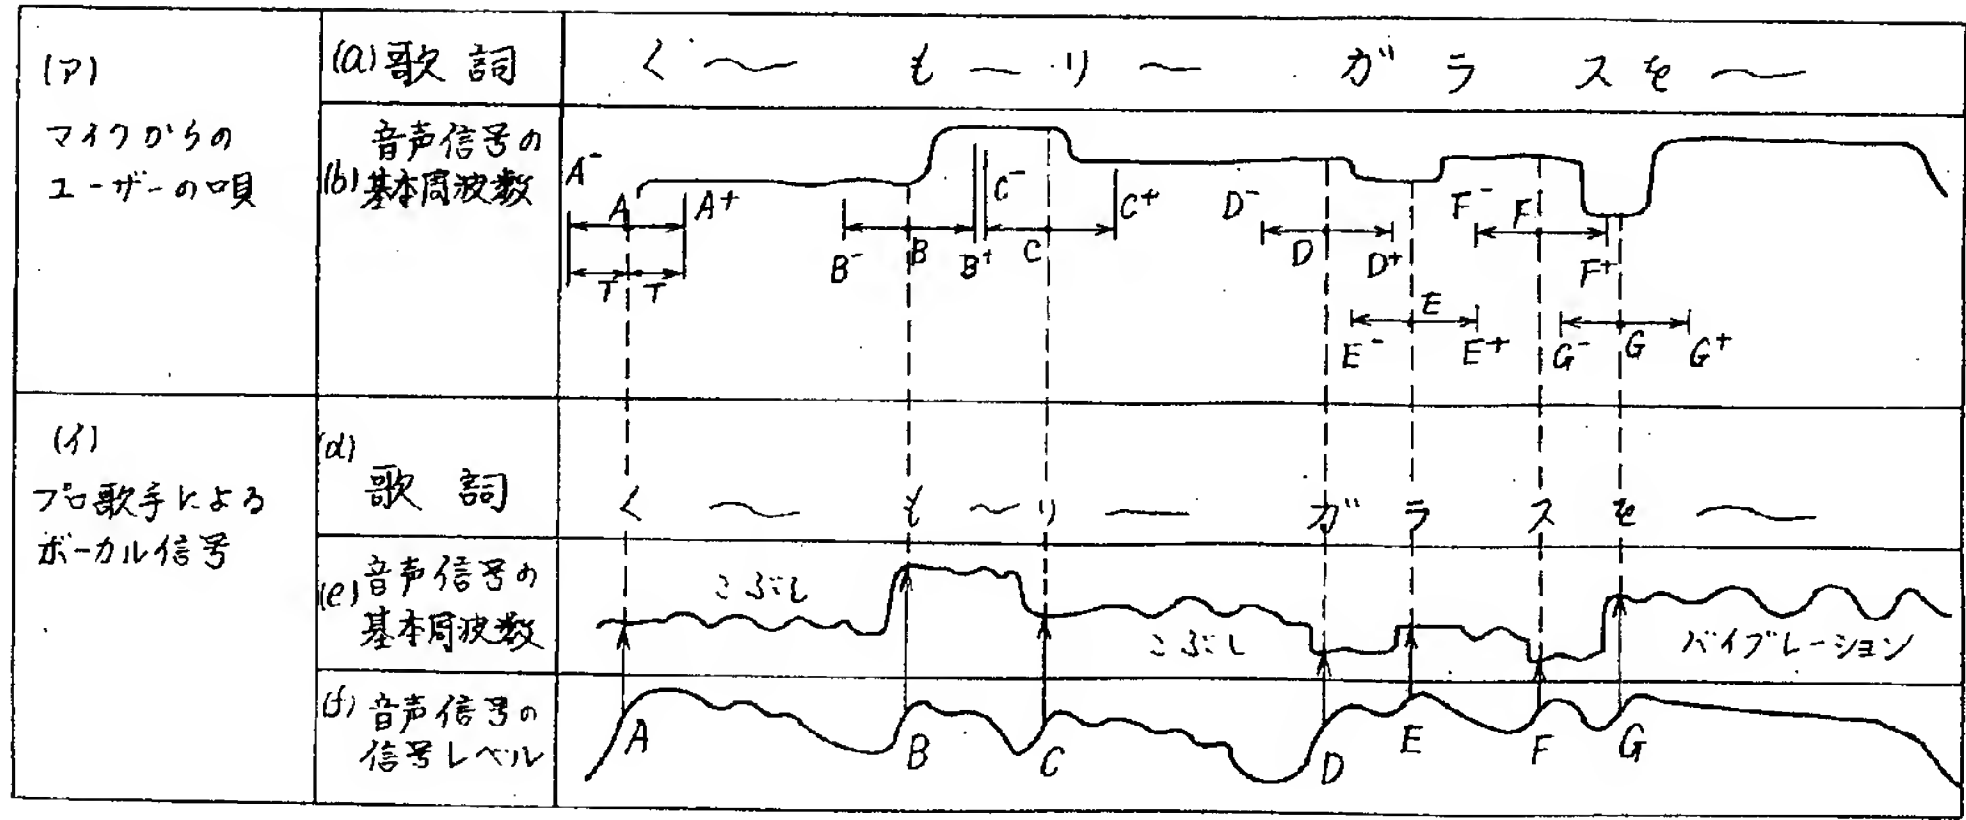 (ア)
マイクからの
ユーザーの唄
(a) 歌詞
く 〜 も 〜 り 〜 ガ ラ ス を 〜
(b) 音声信号の
基本周波数
A⁻ A A⁺ B⁻ B B⁺ C⁻ C C⁺ D⁻ D D⁺ F⁻ F F⁺
T T
E⁻ E E⁺ G⁻ G G⁺
(イ)
プロ歌手による
ボーカル信号
(d)
歌詞
く 〜 も 〜 り ― ガ ラ ス を 〜
(e) 音声信号の
基本周波数
こぶし こぶし バイブレーション
(f) 音声信号の
信号レベル
A B C D E F G